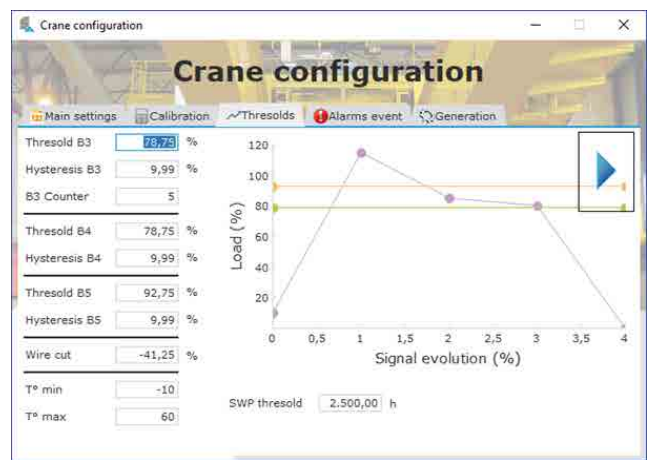 Crane configuration
Crane configuration
Main settings Calibration Thresolds Alarms event Generation
Thresold B3 78,75 %
Hysteresis B3 9,99 %
B3 Counter 5
Thresold B4 78,75 %
Hysteresis B4 9,99 %
Thresold B5 92,75 %
Hysteresis B5 9,99 %
Wire cut -41,25 %
Tº min -10
Tº max 60
Load (%)
120
100
80
60
40
20
0 0,5 1 1,5 2 2,5 3 3,5 4
Signal evolution (%)
SWP thresold 2.500,00 h